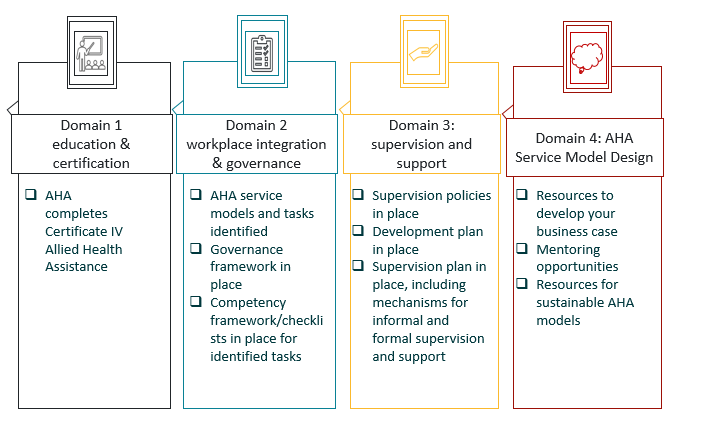 Domain 1
education &
certification
❑ AHA
completes
Certificate IV
Allied Health
Assistance
Domain 2
workplace integration
& governance
❑ AHA service
models and tasks
identified
❑ Governance
framework in
place
❑ Competency
framework/checkli
sts in place for
identified tasks
Domain 3:
supervision and
support
❑ Supervision policies
in place
❑ Development plan
in place
❑ Supervision plan in
place, including
mechanisms for
informal and
formal supervision
and support
Domain 4: AHA
Service Model Design
❑ Resources to
develop your
business case
❑ Mentoring
opportunities
❑ Resources for
sustainable AHA
models